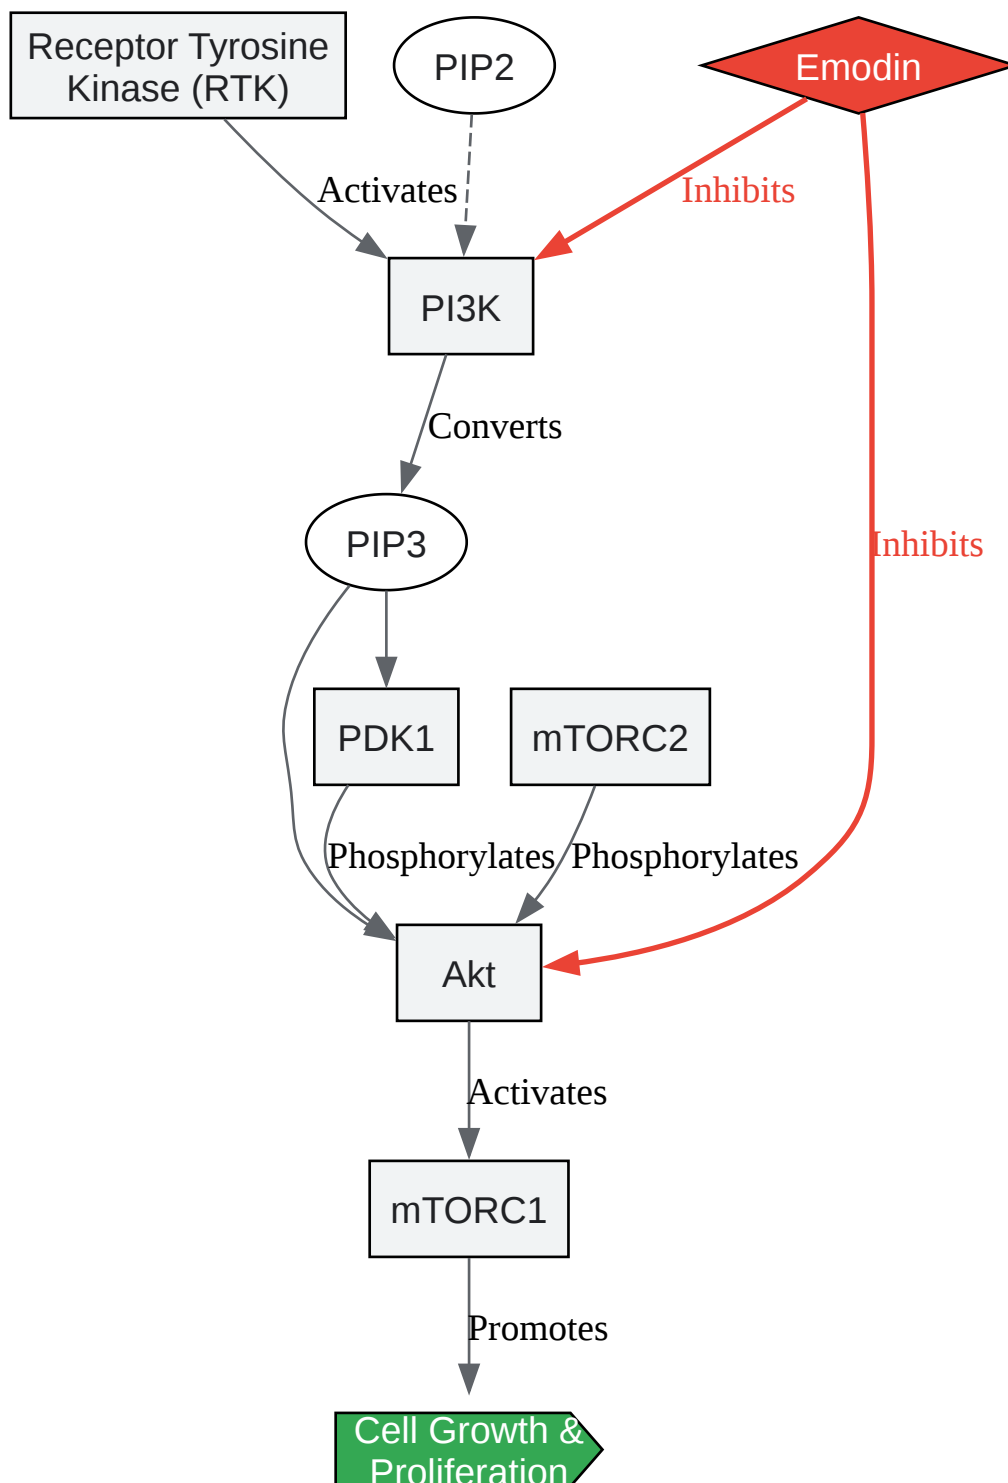 Receptor Tyrosine
Kinase (RTK)
PIP2
Emodin
Activates
Inhibits
PI3K
Converts
PIP3
Inhibits
PDK1
mTORC2
Phosphorylates
Phosphorylates
Akt
Activates
mTORC1
Promotes
Cell Growth &
Proliferation